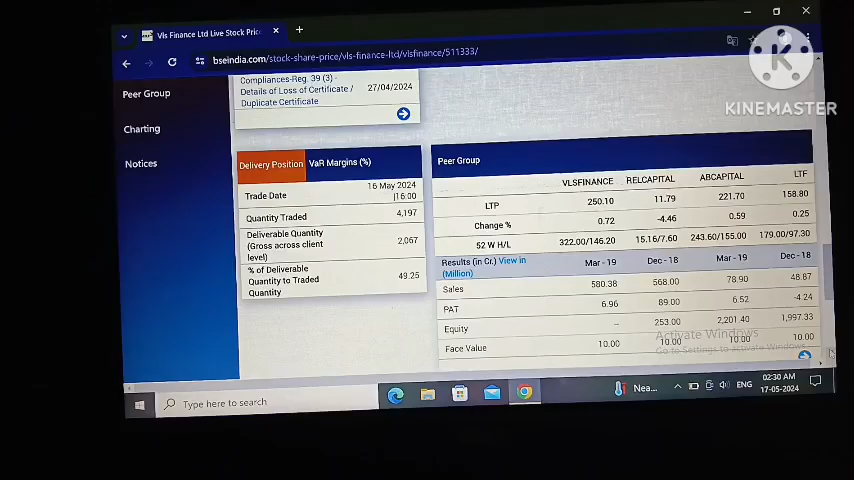 Vls Finance Ltd Live Stock Pric
bseindia.com/stock-share-price/vls-finance-ltd/vlsfinance/511333/
KINEMASTER
Peer Group
Charting
Notices
Compliances-Reg. 39 (3) -
Details of Loss of Certificate /
Duplicate Certificate
27/04/2024
Delivery Position VaR Margins (%)
Trade Date 16 May 2024
|16:00
Quantity Traded 4,197
Deliverable Quantity
(Gross across client
level)
2,067
% of Deliverable
Quantity to Traded
Quantity
49.25
Peer Group
VLSFINANCE RELCAPITAL ABCAPITAL LTF
LTP 250.10 11.79 221.70 158.80
Change % 0.72 -4.46 0.59 0.25
52 W H/L 322.00/146.20 15.16/7.60 243.60/155.00 179.00/97.30
Results (in Cr.) View in
(Million)
Mar - 19 Dec - 18 Mar - 19 Dec - 18
Sales 580.38 568.00 78.90 48.87
PAT 6.96 89.00 6.52 -4.24
Equity -- 253.00 2,201.40 1,997.33
Face Value 10.00 10.00 10.00 10.00
Activate Windows
Go to Settings to activate Windows.
Type here to search
Nea...
ENG
02:30 AM
17-05-2024